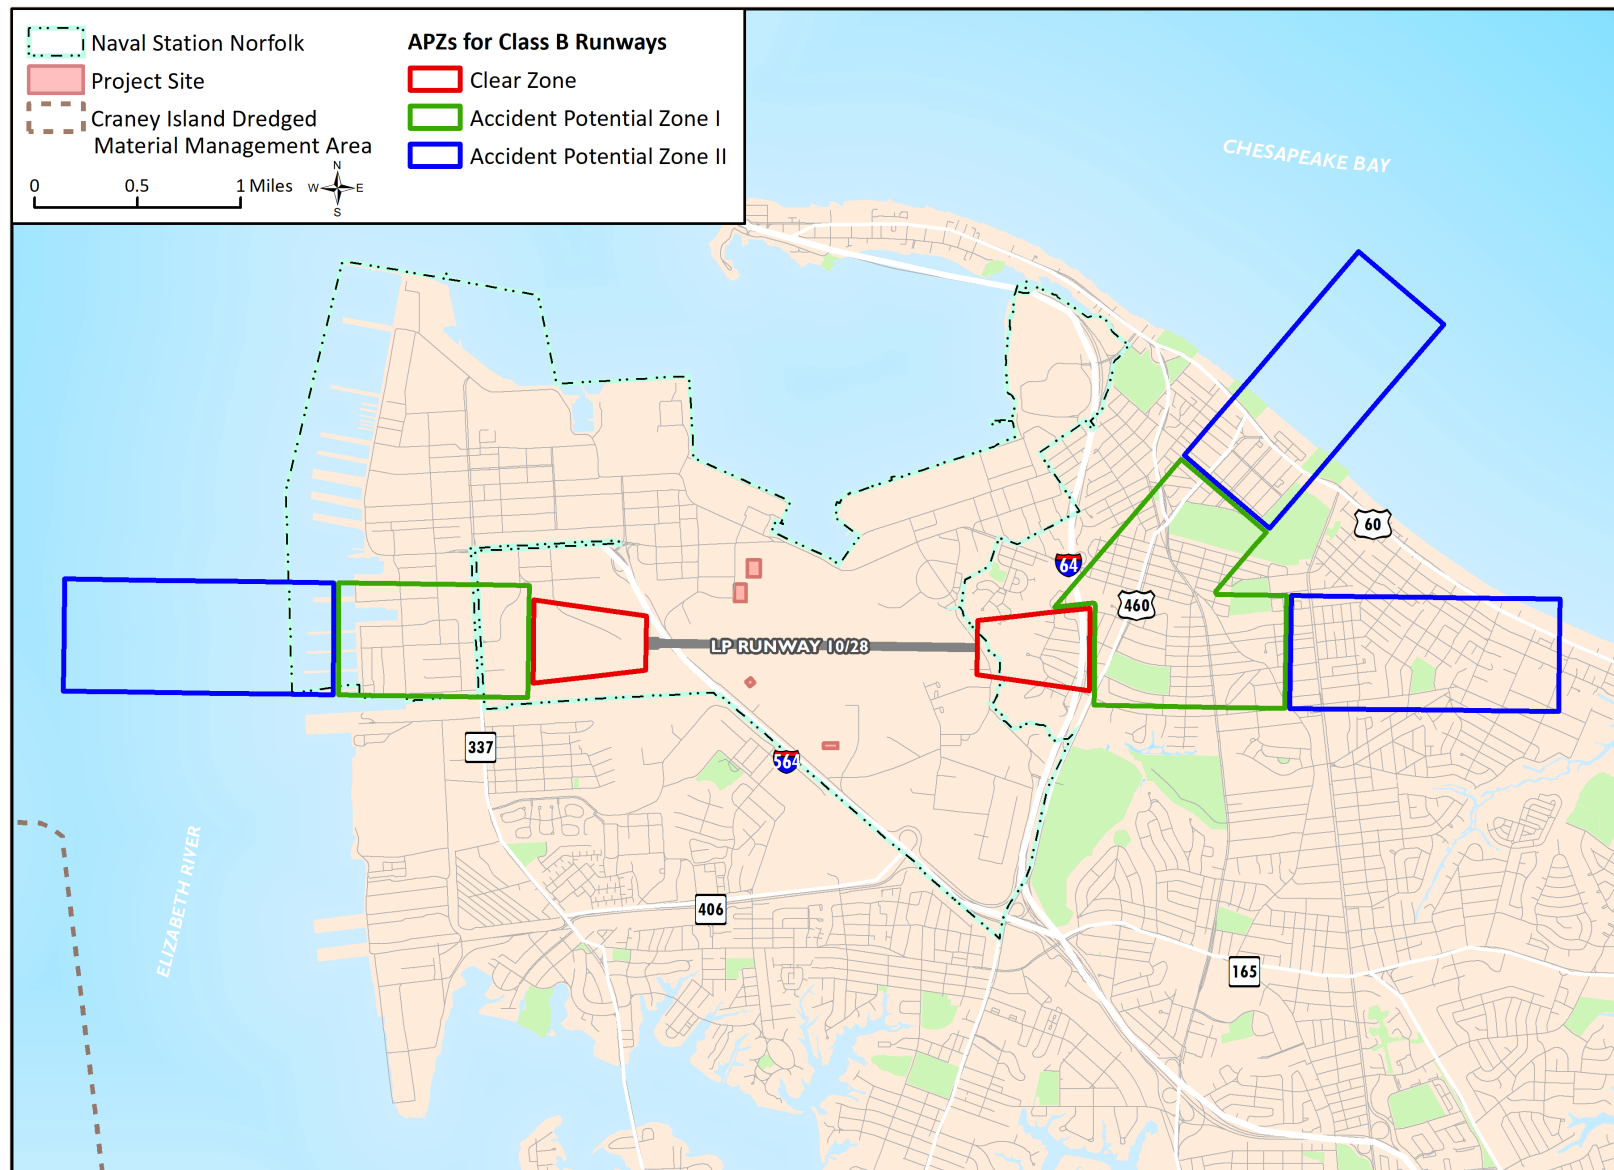 Naval Station Norfolk
Project Site
Craney Island Dredged
Material Management Area
0 0.5 1 Miles
N
W E
S
APZs for Class B Runways
Clear Zone
Accident Potential Zone I
Accident Potential Zone II
CHESAPEAKE BAY
60
64
460
LP RUNWAY 10/28
337
564
ELIZABETH RIVER
406
165